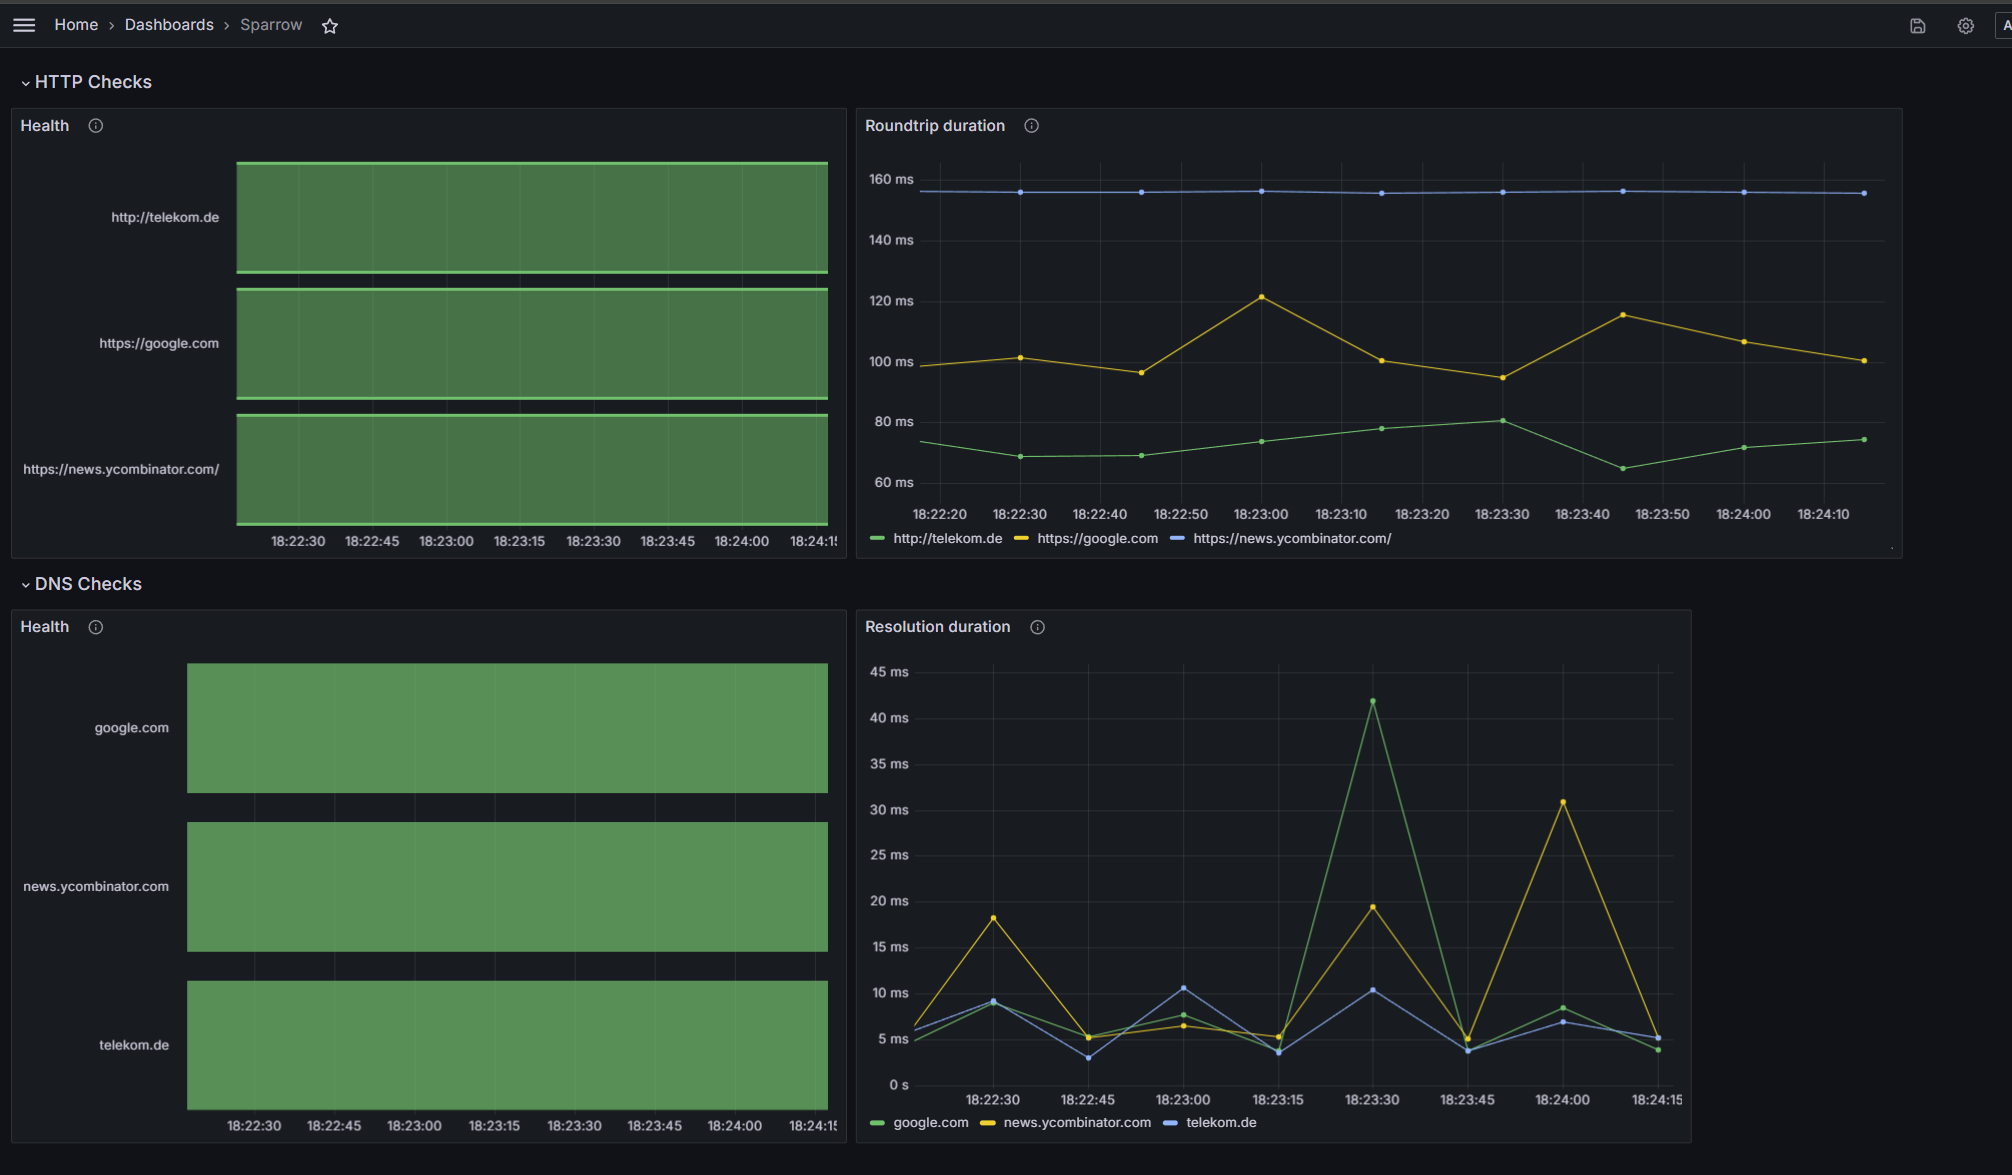 Home › Dashboards › Sparrow
HTTP Checks
Health
http://telekom.de
https://google.com
https://news.ycombinator.com/
18:22:30 18:22:45 18:23:00 18:23:15 18:23:30 18:23:45 18:24:00 18:24:15
Roundtrip duration
160 ms
140 ms
120 ms
100 ms
80 ms
60 ms
18:22:20 18:22:30 18:22:40 18:22:50 18:23:00 18:23:10 18:23:20 18:23:30 18:23:40 18:23:50 18:24:00 18:24:10
http://telekom.de https://google.com https://news.ycombinator.com/
DNS Checks
Health
google.com
news.ycombinator.com
telekom.de
18:22:30 18:22:45 18:23:00 18:23:15 18:23:30 18:23:45 18:24:00 18:24:15
Resolution duration
45 ms
40 ms
35 ms
30 ms
25 ms
20 ms
15 ms
10 ms
5 ms
0 s
18:22:30 18:22:45 18:23:00 18:23:15 18:23:30 18:23:45 18:24:00 18:24:15
google.com news.ycombinator.com telekom.de